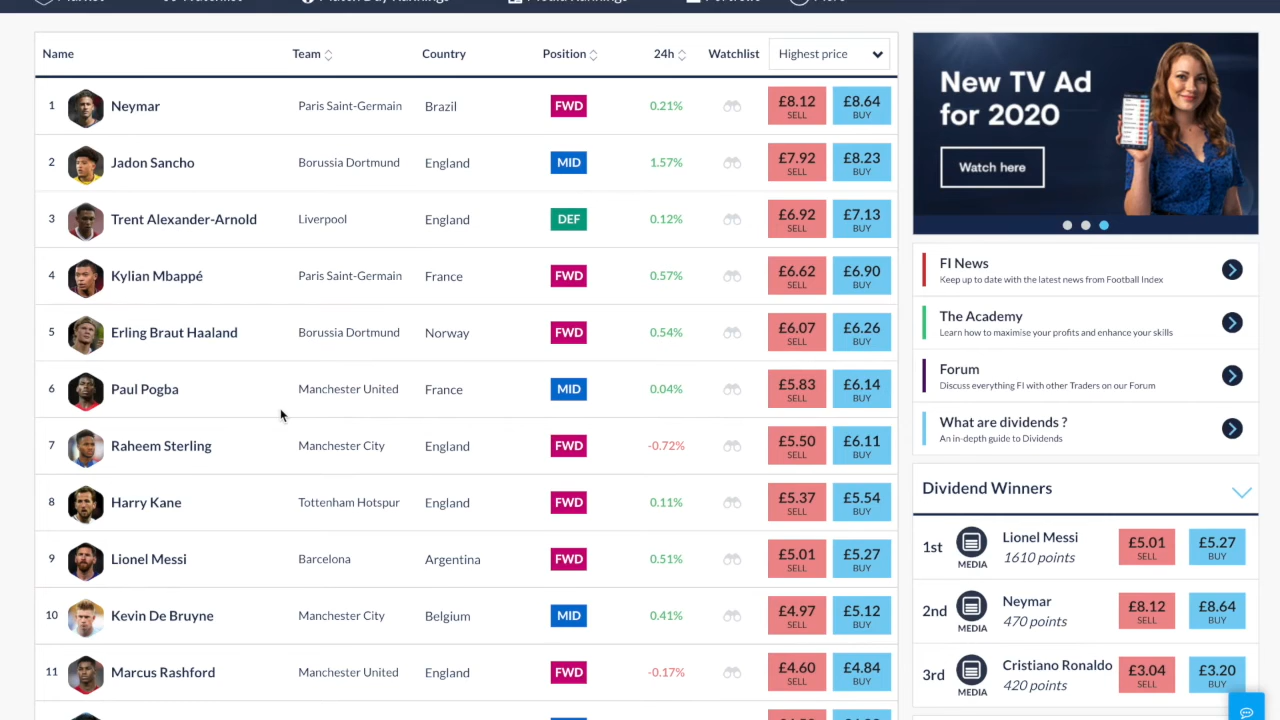 Market Watchlist Match Day Rankings Media Rankings Portfolio More
Name Team Country Position 24h Watchlist Highest price
1 Neymar Paris Saint-Germain Brazil FWD 0.21% £8.12 SELL £8.64 BUY
2 Jadon Sancho Borussia Dortmund England MID 1.57% £7.92 SELL £8.23 BUY
3 Trent Alexander-Arnold Liverpool England DEF 0.12% £6.92 SELL £7.13 BUY
4 Kylian Mbappé Paris Saint-Germain France FWD 0.57% £6.62 SELL £6.90 BUY
5 Erling Braut Haaland Borussia Dortmund Norway FWD 0.54% £6.07 SELL £6.26 BUY
6 Paul Pogba Manchester United France MID 0.04% £5.83 SELL £6.14 BUY
7 Raheem Sterling Manchester City England FWD -0.72% £5.50 SELL £6.11 BUY
8 Harry Kane Tottenham Hotspur England FWD 0.11% £5.37 SELL £5.54 BUY
9 Lionel Messi Barcelona Argentina FWD 0.51% £5.01 SELL £5.27 BUY
10 Kevin De Bruyne Manchester City Belgium MID 0.41% £4.97 SELL £5.12 BUY
11 Marcus Rashford Manchester United England FWD -0.17% £4.60 SELL £4.84 BUY
New TV Ad
for 2020
Watch here
FI News
Keep up to date with the latest news from Football Index
The Academy
Learn how to maximise your profits and enhance your skills
Forum
Discuss everything FI with other Traders on our Forum
What are dividends ?
An in-depth guide to Dividends
Dividend Winners
1st MEDIA Lionel Messi 1610 points £5.01 SELL £5.27 BUY
2nd MEDIA Neymar 470 points £8.12 SELL £8.64 BUY
3rd MEDIA Cristiano Ronaldo 420 points £3.04 SELL £3.20 BUY